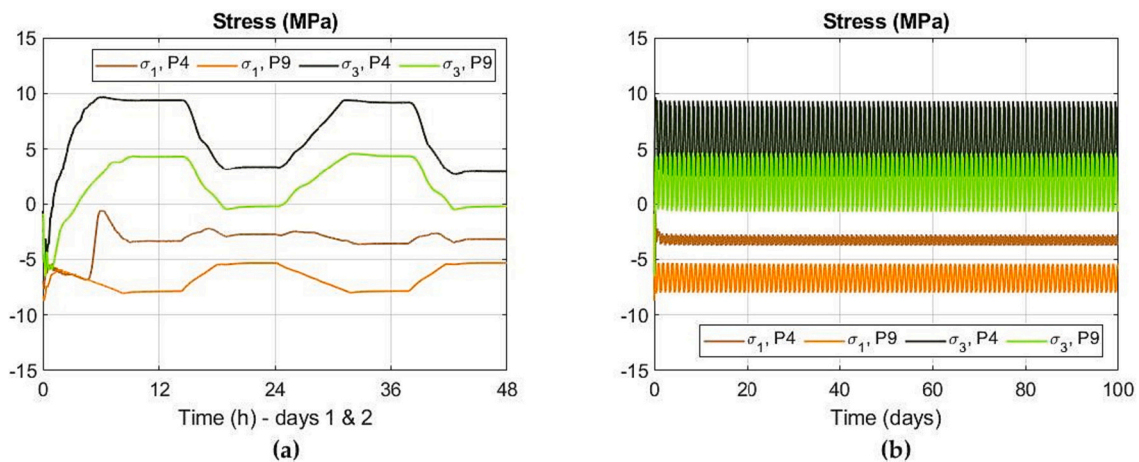 Stress (MPa)
15
10
5
0
-5
-10
-15
σ1, P4 σ1, P9 σ3, P4 σ3, P9
0 12 24 36 48
Time (h) - days 1 & 2
(a)
Stress (MPa)
15
10
5
0
-5
-10
-15
σ1, P4 σ1, P9 σ3, P4 σ3, P9
0 20 40 60 80 100
Time (days)
(b)